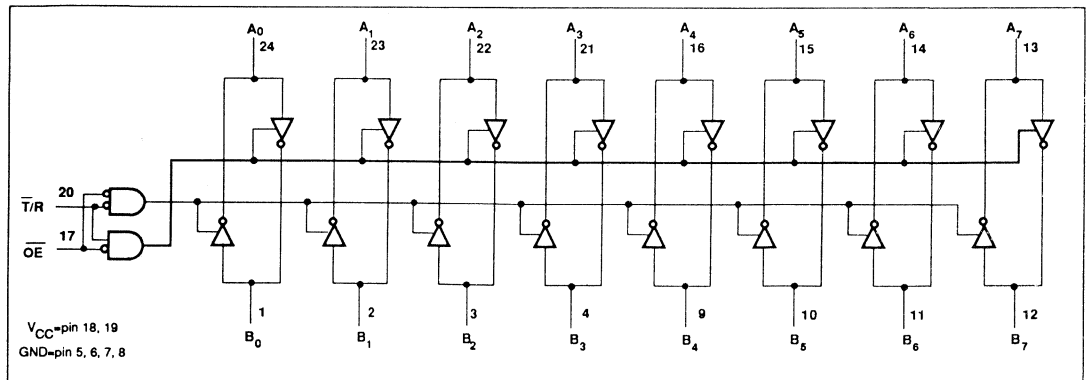 A0 A1 A2 A3 A4 A5 A6 A7
24 23 22 21 16 15 14 13
20
T̅/R
17
O̅E̅
1 2 3 4 9 10 11 12
B0 B1 B2 B3 B4 B5 B6 B7
VCC=pin 18, 19
GND=pin 5, 6, 7, 8